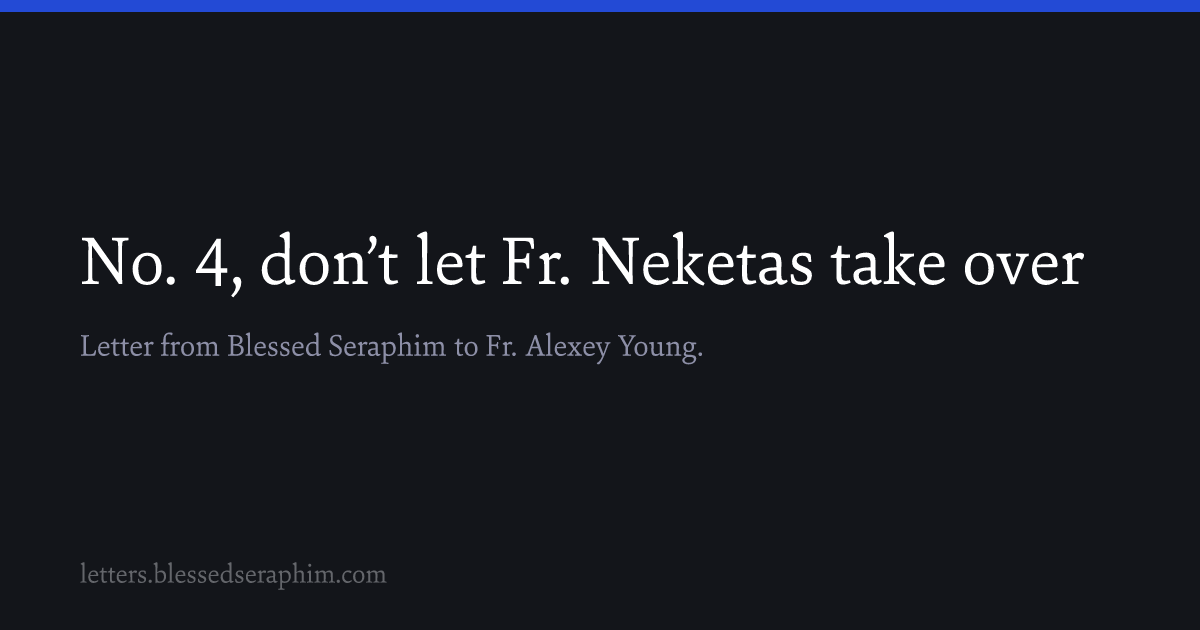 No. 4, don’t let Fr. Neketas take over
Letter from Blessed Seraphim to Fr. Alexey Young.
letters.blessedseraphim.com